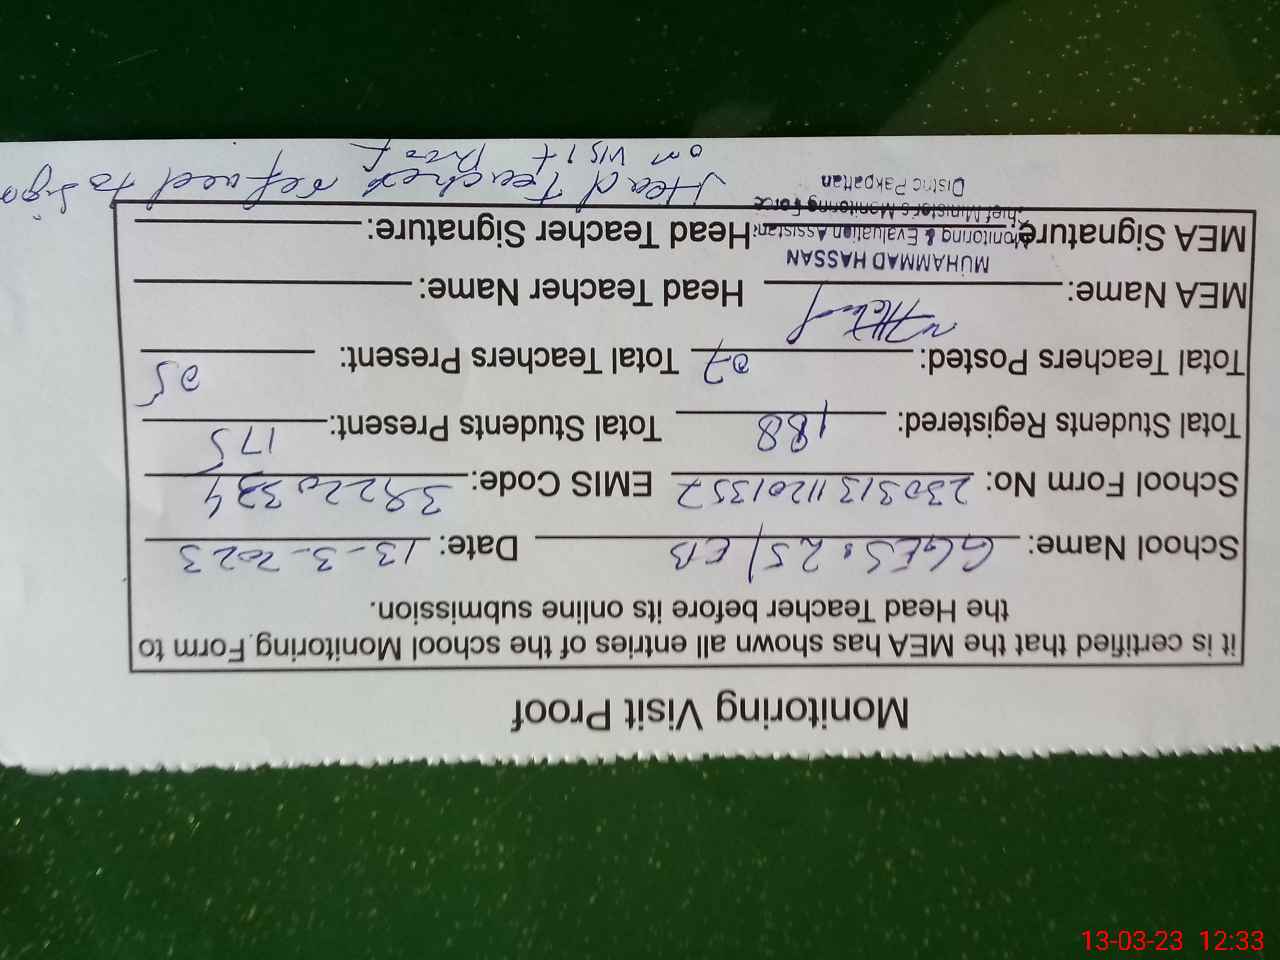 Monitoring Visit Proof
it is certified that the MEA has shown all entries of the school Monitoring Form to
the Head Teacher before its online submission.
School Name: GGES. 25/EB Date: 13-3-2023
School Form No: 23031311201357 EMIS Code: 39220334
Total Students Registered: 188 Total Students Present: 175
Total Teachers Posted: 07 Total Teachers Present: 05
MEA Name: Head Teacher Name:
MUHAMMAD HASSAN
Monitoring & Evaluation Assistant
MEA Signature: Head Teacher Signature:
Chief Minister's Monitoring Force
Distric Pakpattan
Head Teacher refused to Sign
on visit Proof
13-03-23 12:33